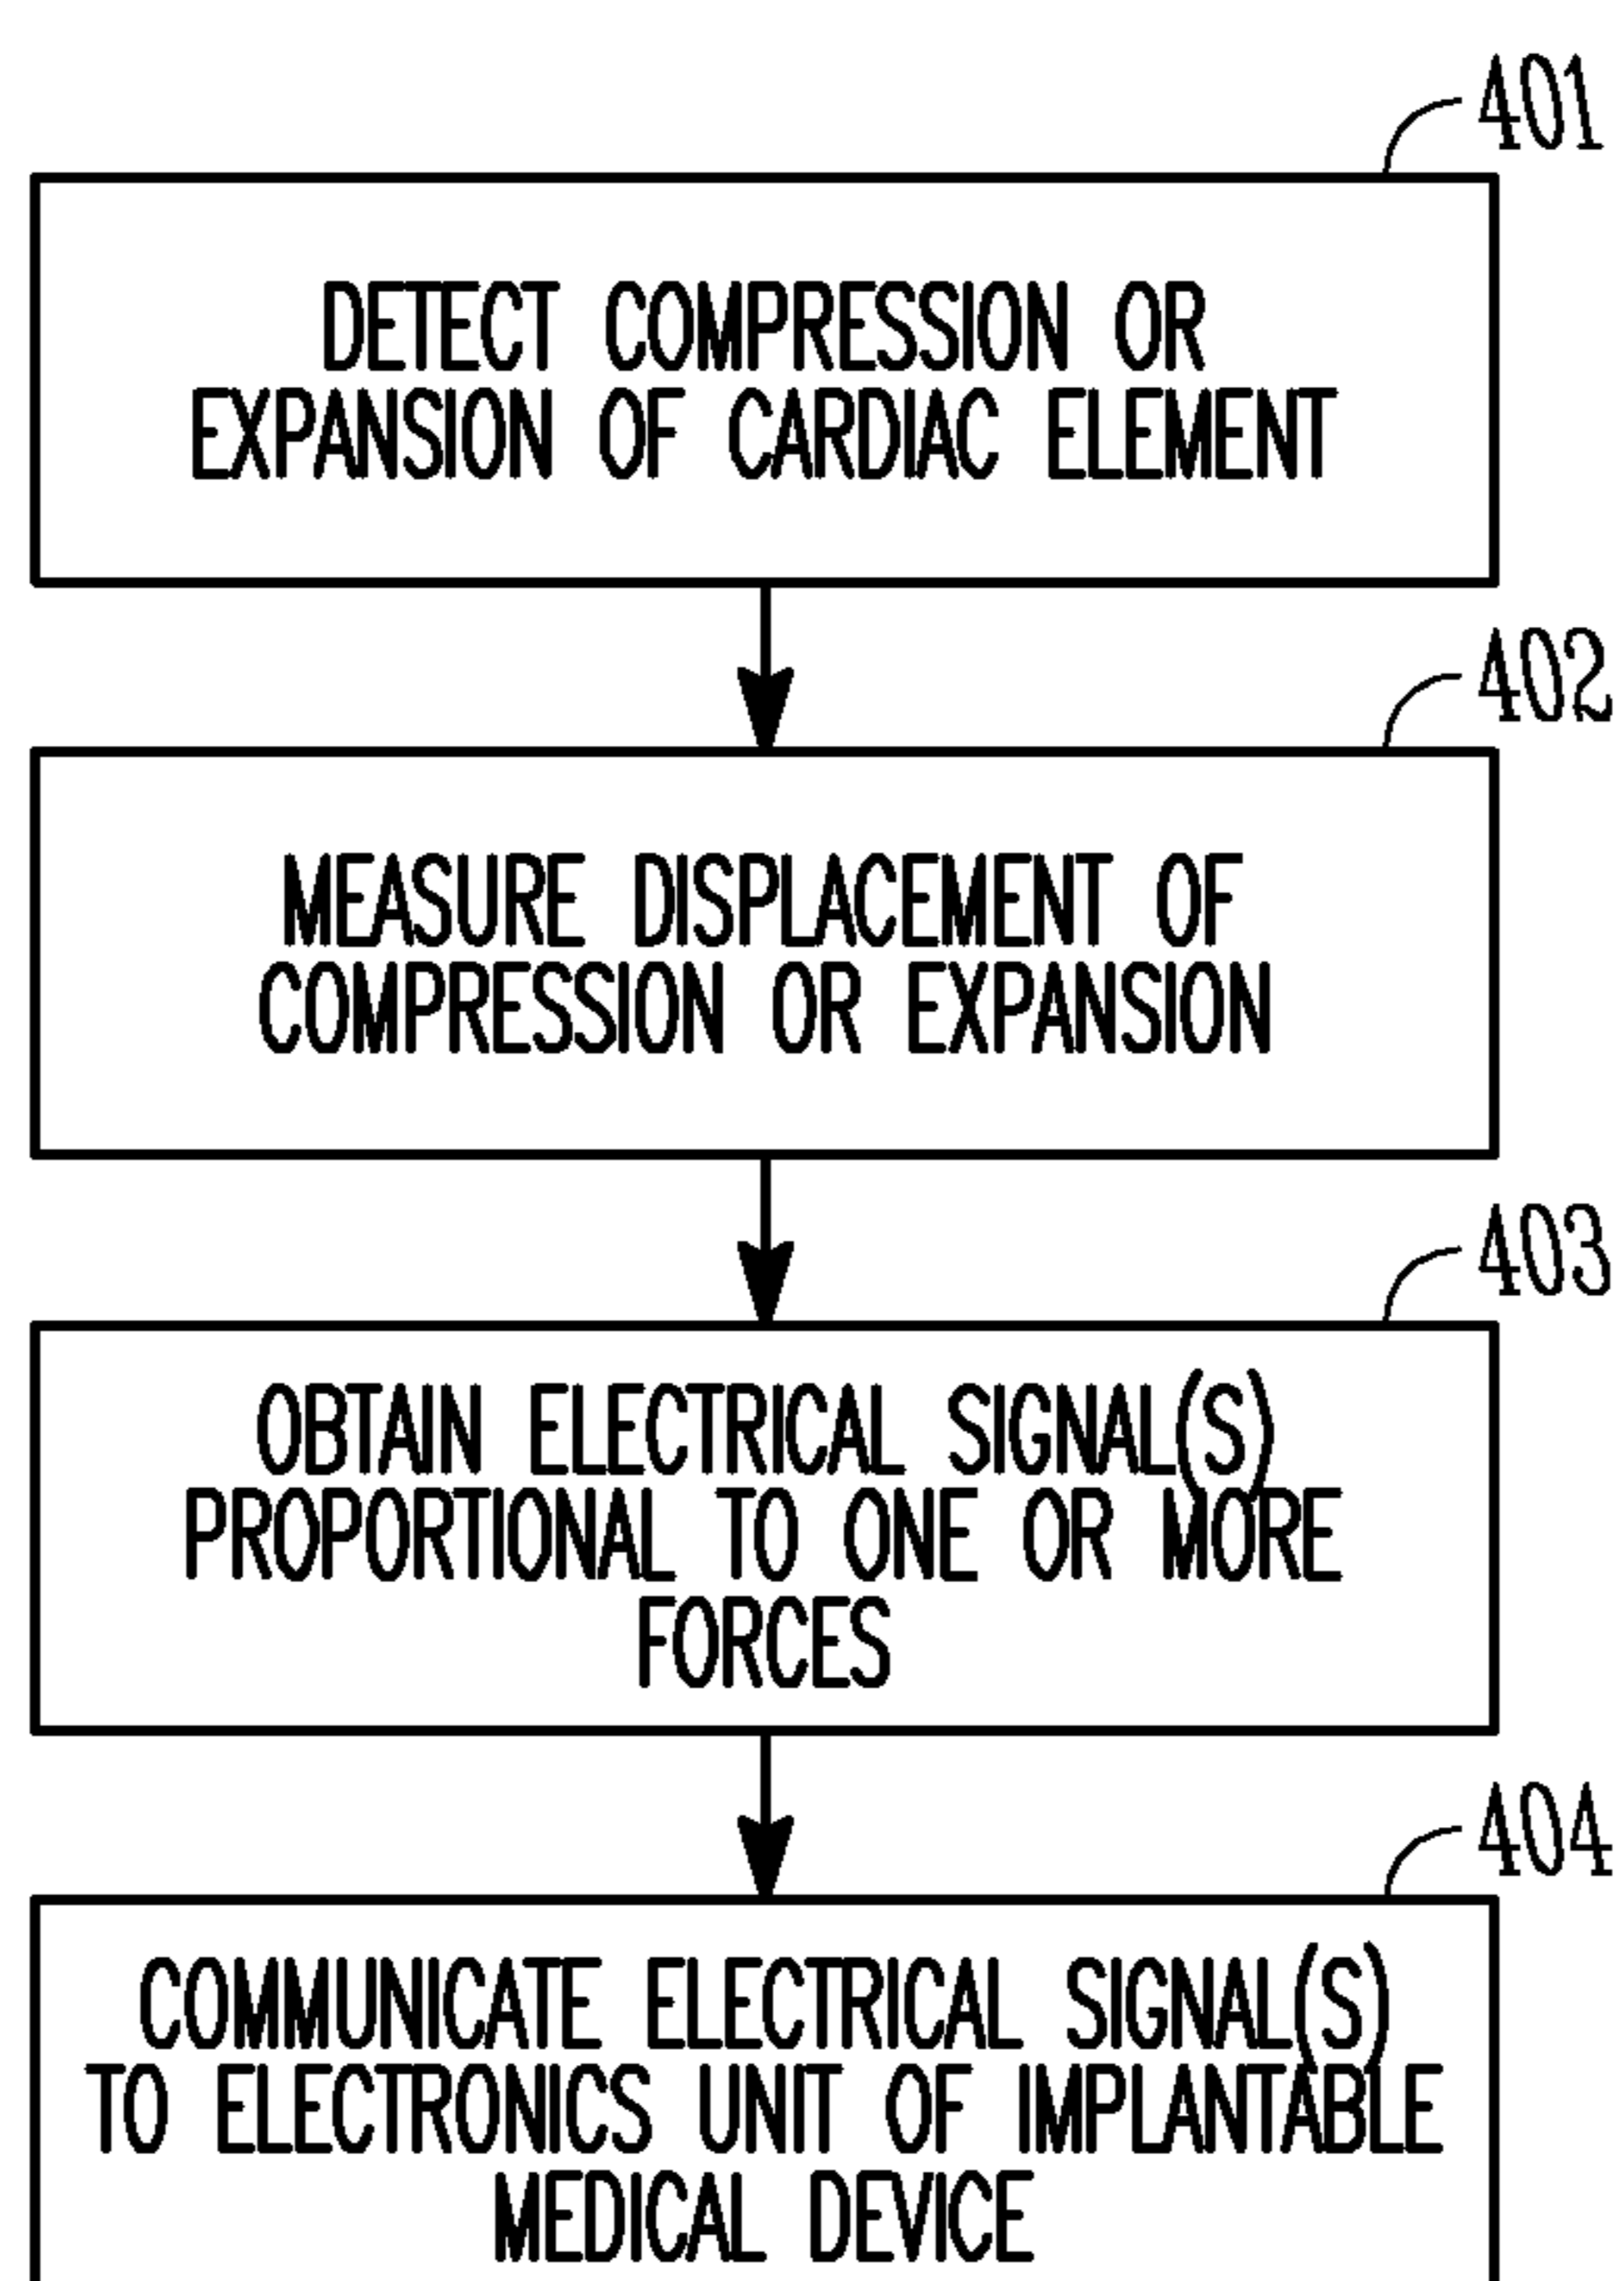 401
DETECT COMPRESSION OR
EXPANSION OF CARDIAC ELEMENT
402
MEASURE DISPLACEMENT OF
COMPRESSION OR EXPANSION
403
OBTAIN ELECTRICAL SIGNAL(S)
PROPORTIONAL TO ONE OR MORE
FORCES
404
COMMUNICATE ELECTRICAL SIGNAL(S)
TO ELECTRONICS UNIT OF IMPLANTABLE
MEDICAL DEVICE